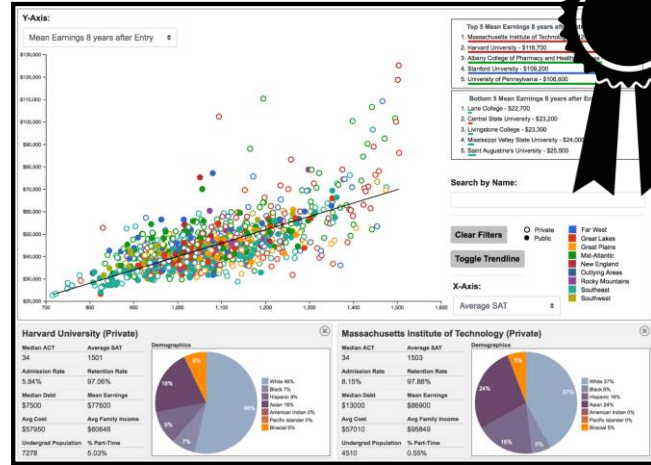 Y-Axis:
Mean Earnings 8 years after Entry
$130,000
$120,000
$110,000
$100,000
$90,000
$80,000
$70,000
$60,000
$50,000
$40,000
$30,000
$20,000
700
800
900
1,000
1,100
1,200
1,300
1,400
1,500
1,600
Top 5 Mean Earnings 8 years after
1. Massachusetts Institute of
2. Harvard University - $118,700
3. Albany College of Pharmacy and Health
4. Stanford University - $109,200
5. University of Pennsylvania - $106,600
Bottom 5 Mean Earnings 8 years after
1. Lane College - $22,700
2. Central State University - $23,200
3. Livingstone College - $23,300
4. Mississippi Valley State University - $24,000
5. Saint Augustine's University - $25,500
Search by Name:
Clear Filters
Toggle Trendline
Private
Public
Far West
Great Lakes
Great Plains
Mid-Atlantic
New England
Outlying Areas
Rocky Mountains
Southeast
Southwest
X-Axis:
Average SAT
Harvard University (Private)
Median ACT Average SAT
34 1501
Admission Rate Retention Rate
5.84% 97.06%
Median Debt Mean Earnings
$7500 $77600
Avg Cost Avg Family Income
$57950 $60646
Undergrad Population % Part-Time
7278 5.03%
Demographics
6%
18%
9%
7%
46%
White 46%
Black 7%
Hispanic 9%
Asian 18%
American Indian 0%
Pacific Islander 0%
Biracial 6%
Massachusetts Institute of Technology (Private)
Median ACT Average SAT
34 1503
Admission Rate Retention Rate
8.15% 97.88%
Median Debt Mean Earnings
$13000 $86900
Avg Cost Avg Family Income
$57010 $95849
Undergrad Population % Part-Time
4510 0.55%
Demographics
5%
24%
16%
5%
37%
White 37%
Black 5%
Hispanic 16%
Asian 24%
American Indian 0%
Pacific Islander 0%
Biracial 5%